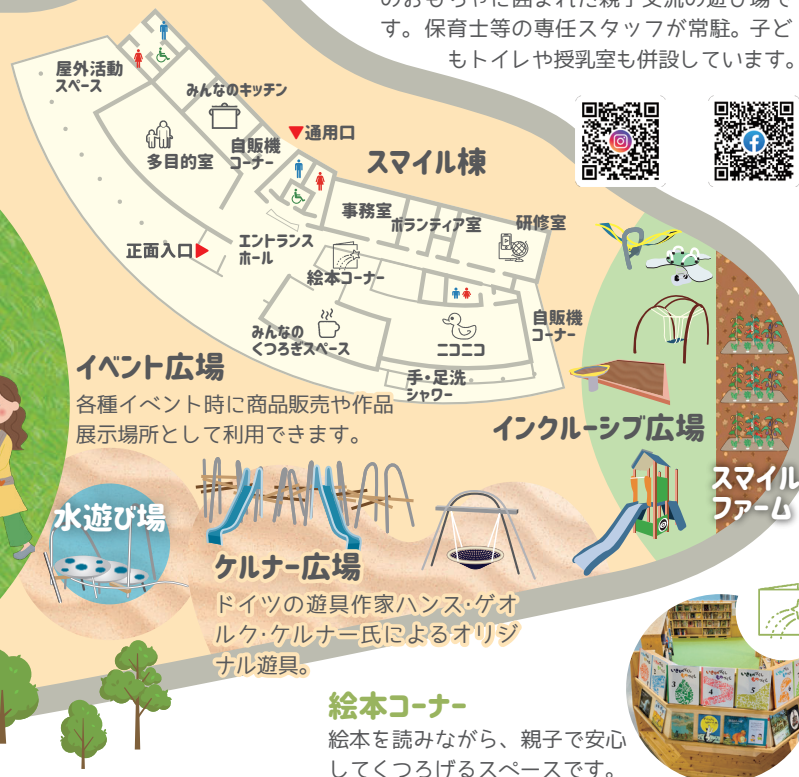 のおもちゃに囲まれた親子交流の遊び場で
す。保育士等の専任スタッフが常駐。子ど
もトイレや授乳室も併設しています。
屋外活動
スペース
みんなのキッチン
多目的室
自販機
コーナー
▼通用口
スマイル棟
事務室
ボランティア室
研修室
正面入口▶
エントランス
ホール
絵本コーナー
みんなの
くつろぎスペース
ニコニコ
自販機
コーナー
手・足洗
シャワー
イベント広場
各種イベント時に商品販売や作品
展示場所として利用できます。
インクルーシブ広場
スマイル
ファーム
水遊び場
ケルナー広場
ドイツの遊具作家ハンス・ゲオ
ルク・ケルナー氏によるオリジ
ナル遊具。
絵本コーナー
絵本を読みながら、親子で安心
してくつろげるスペースです。